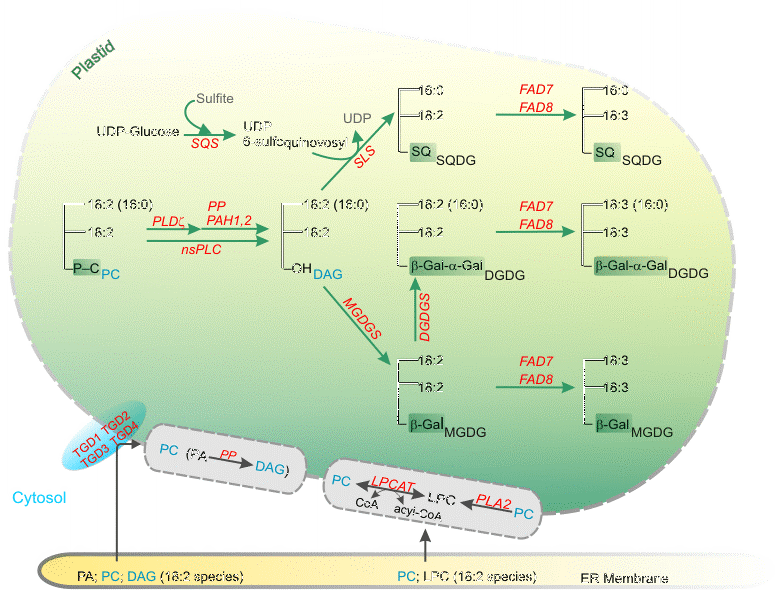 Plastid
Sulfite
UDP-Glucose
SQS
UDP
6-sulfoquinovosyl
UDP
SLS
16:0
18:2
SQ SQDG
FAD7
FAD8
16:0
18:3
SQ SQDG
18:2 (16:0)
18:2
P–C PC
PLDζ
PP
PAH1,2
nsPLC
18:2 (16:0)
18:2
OH DAG
18:2 (16:0)
18:2
β-Gal-α-Gal DGDG
FAD7
FAD8
18:3 (16:0)
18:3
β-Gal-α-Gal DGDG
MGDGS
DGDGS
18:2
18:2
β-Gal MGDG
FAD7
FAD8
18:3
18:3
β-Gal MGDG
TGD1 TGD2
TGD3 TGD4
PC (PA PP DAG)
PC LPCAT LPC PLA2 PC
CoA acyl-CoA
Cytosol
PA; PC; DAG (18:2 species)
PC; LPC (18:2 species)
ER Membrane